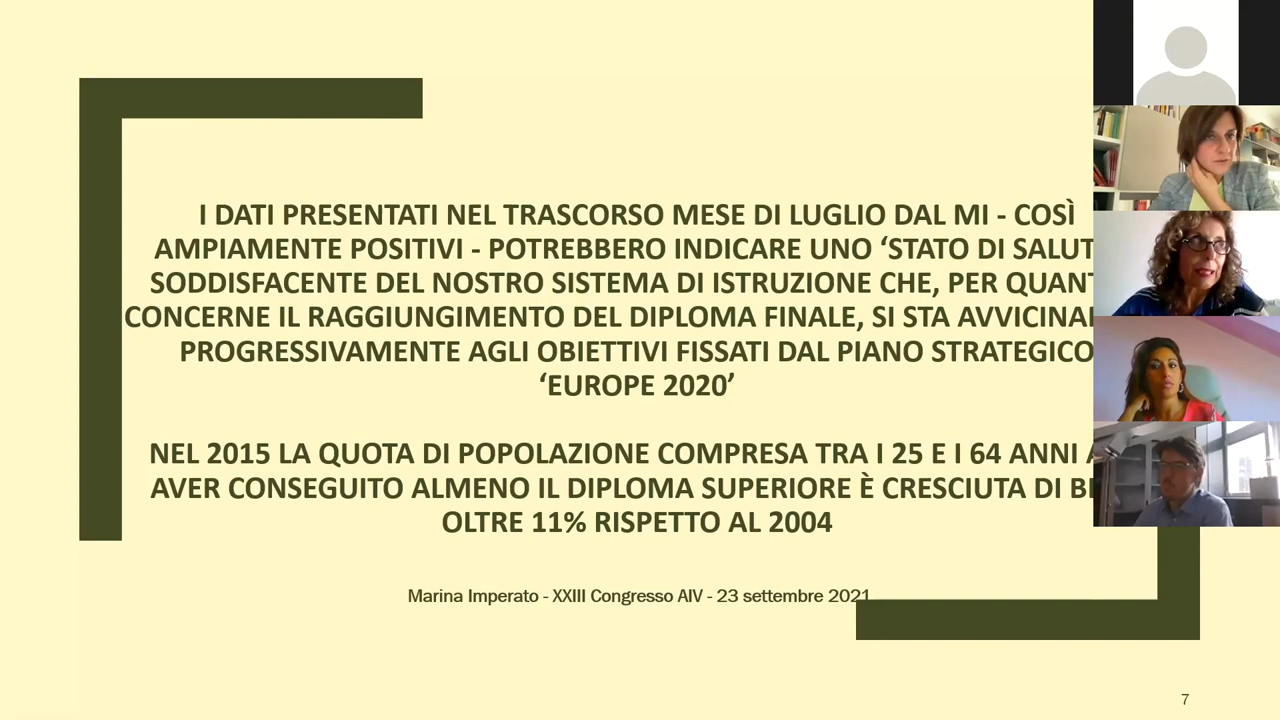 I DATI PRESENTATI NEL TRASCORSO MESE DI LUGLIO DAL MI - COSÌ
AMPIAMENTE POSITIVI - POTREBBERO INDICARE UNO ‘STATO DI
SODDISFACENTE DEL NOSTRO SISTEMA DI ISTRUZIONE CHE, PER
CONCERNE IL RAGGIUNGIMENTO DEL DIPLOMA FINALE, SI STA
PROGRESSIVAMENTE AGLI OBIETTIVI FISSATI DAL PIANO STRATEGICO
‘EUROPE 2020’
NEL 2015 LA QUOTA DI POPOLAZIONE COMPRESA TRA I 25 E I 64 ANNI
AVER CONSEGUITO ALMENO IL DIPLOMA SUPERIORE È CRESCIUTA DI
OLTRE 11% RISPETTO AL 2004
Marina Imperato - XXIII Congresso AIV - 23 settembre 2021
7